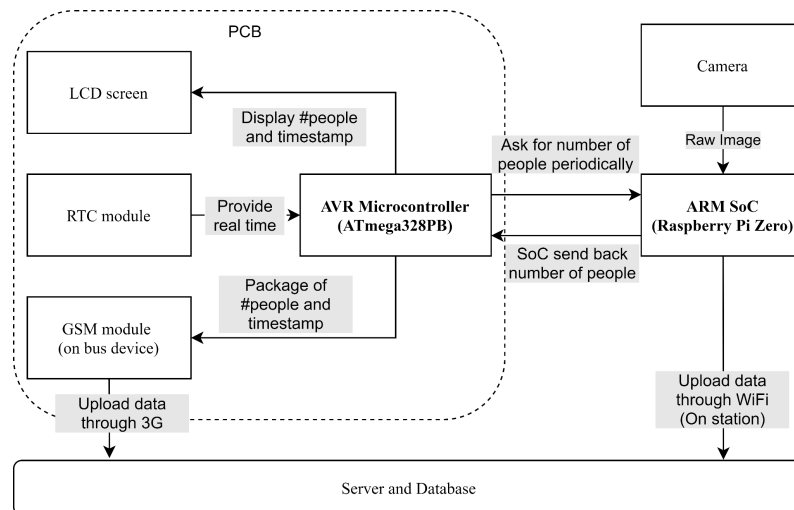 PCB
LCD screen
Camera
Display #people
and timestamp
Raw Image
Ask for number of
people periodically
RTC module
Provide
real time
AVR Microcontroller
(ATmega328PB)
ARM SoC
(Raspberry Pi Zero)
SoC send back
number of people
Package of
#people and
timestamp
GSM module
(on bus device)
Upload data
through 3G
Upload data
through WiFi
(On station)
Server and Database